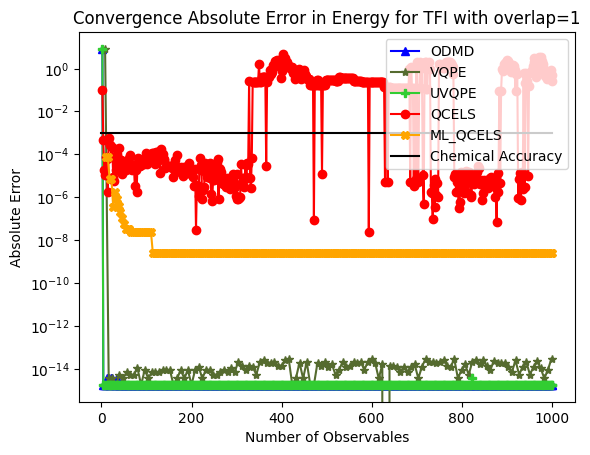 Convergence Absolute Error in Energy for TFI with overlap=1
ODMD
VQPE
UVQPE
QCELS
ML_QCELS
Chemical Accuracy
Absolute Error
10⁰
10⁻²
10⁻⁴
10⁻⁶
10⁻⁸
10⁻¹⁰
10⁻¹²
10⁻¹⁴
0 200 400 600 800 1000
Number of Observables